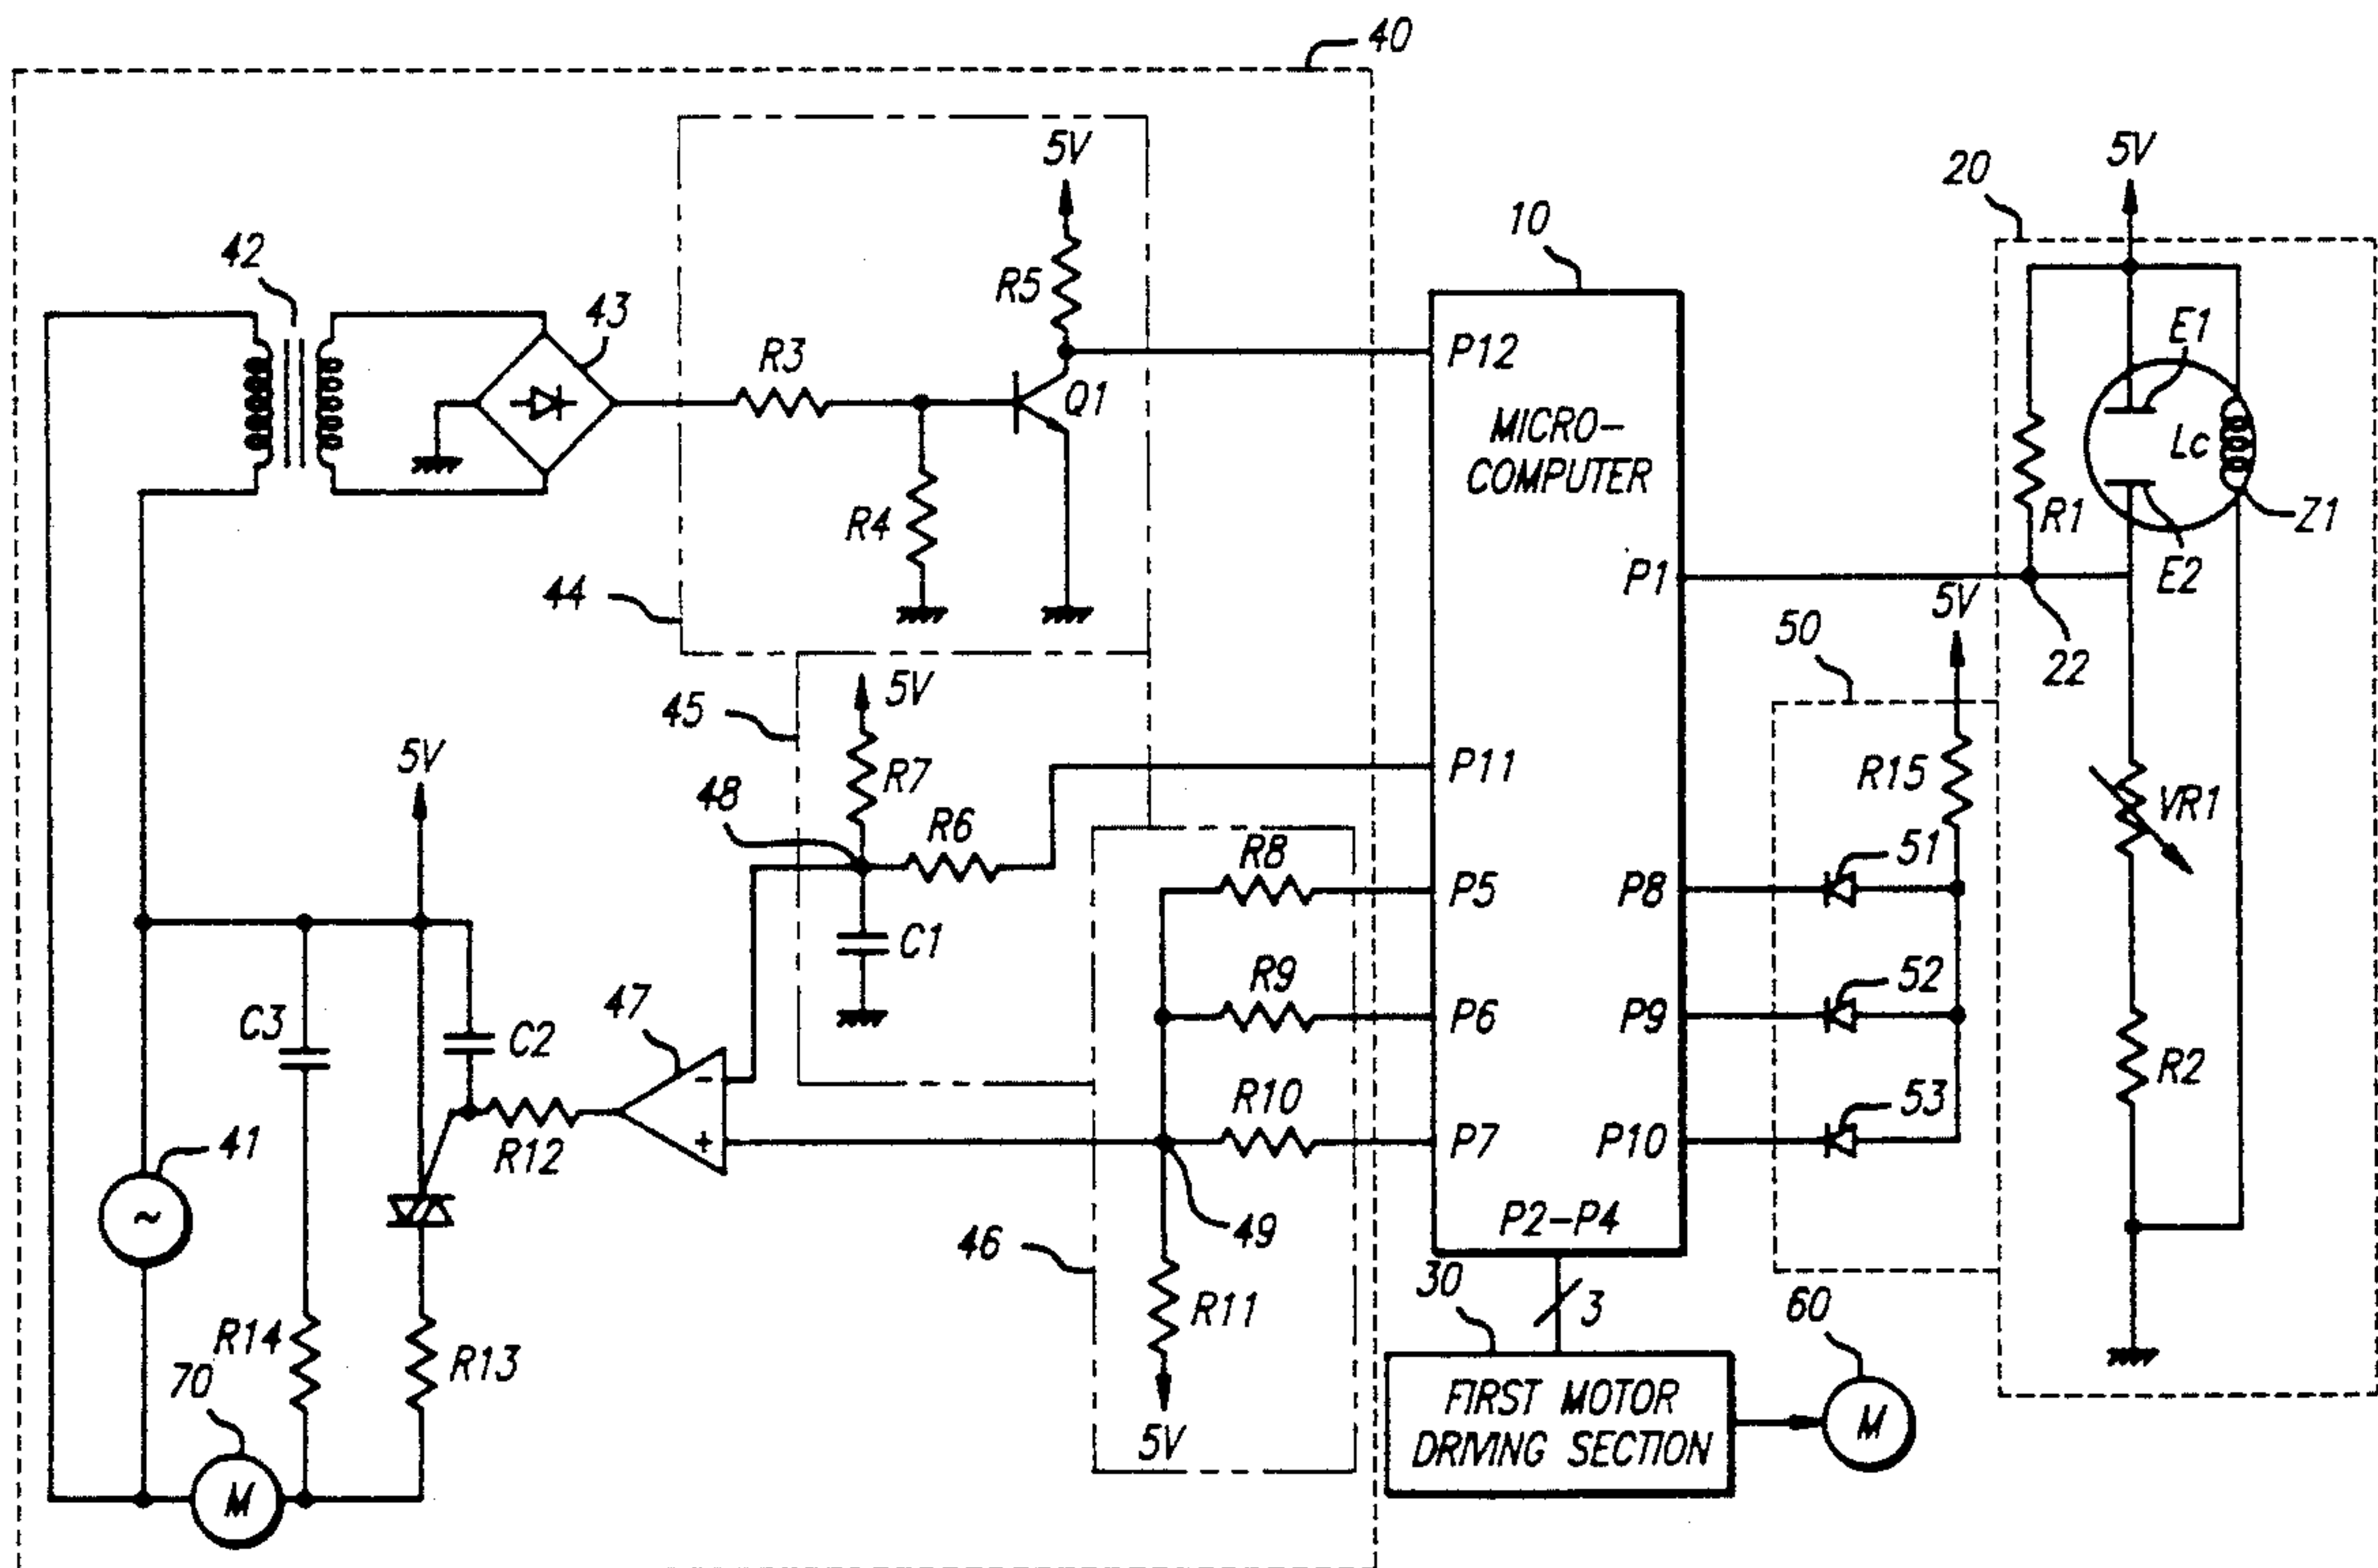 40
5V
20
5V
10
42
43
R5
E1
R3
P12
Q1
Lc
MICRO-
COMPUTER
R4
R1
Z1
P1
E2
44
5V
50
22
5V
45
5V
R7
P11
R15
48
VR1
R6
R8
51
P5
P8
C1
R9
52
47
C3
C2
P6
P9
R10
53
R2
41
R12
-
+
P7
P10
~
P2-P4
49
46
30
3
60
R11
R14
R13
70
5V
FIRST MOTOR
DRIVING SECTION
M
M